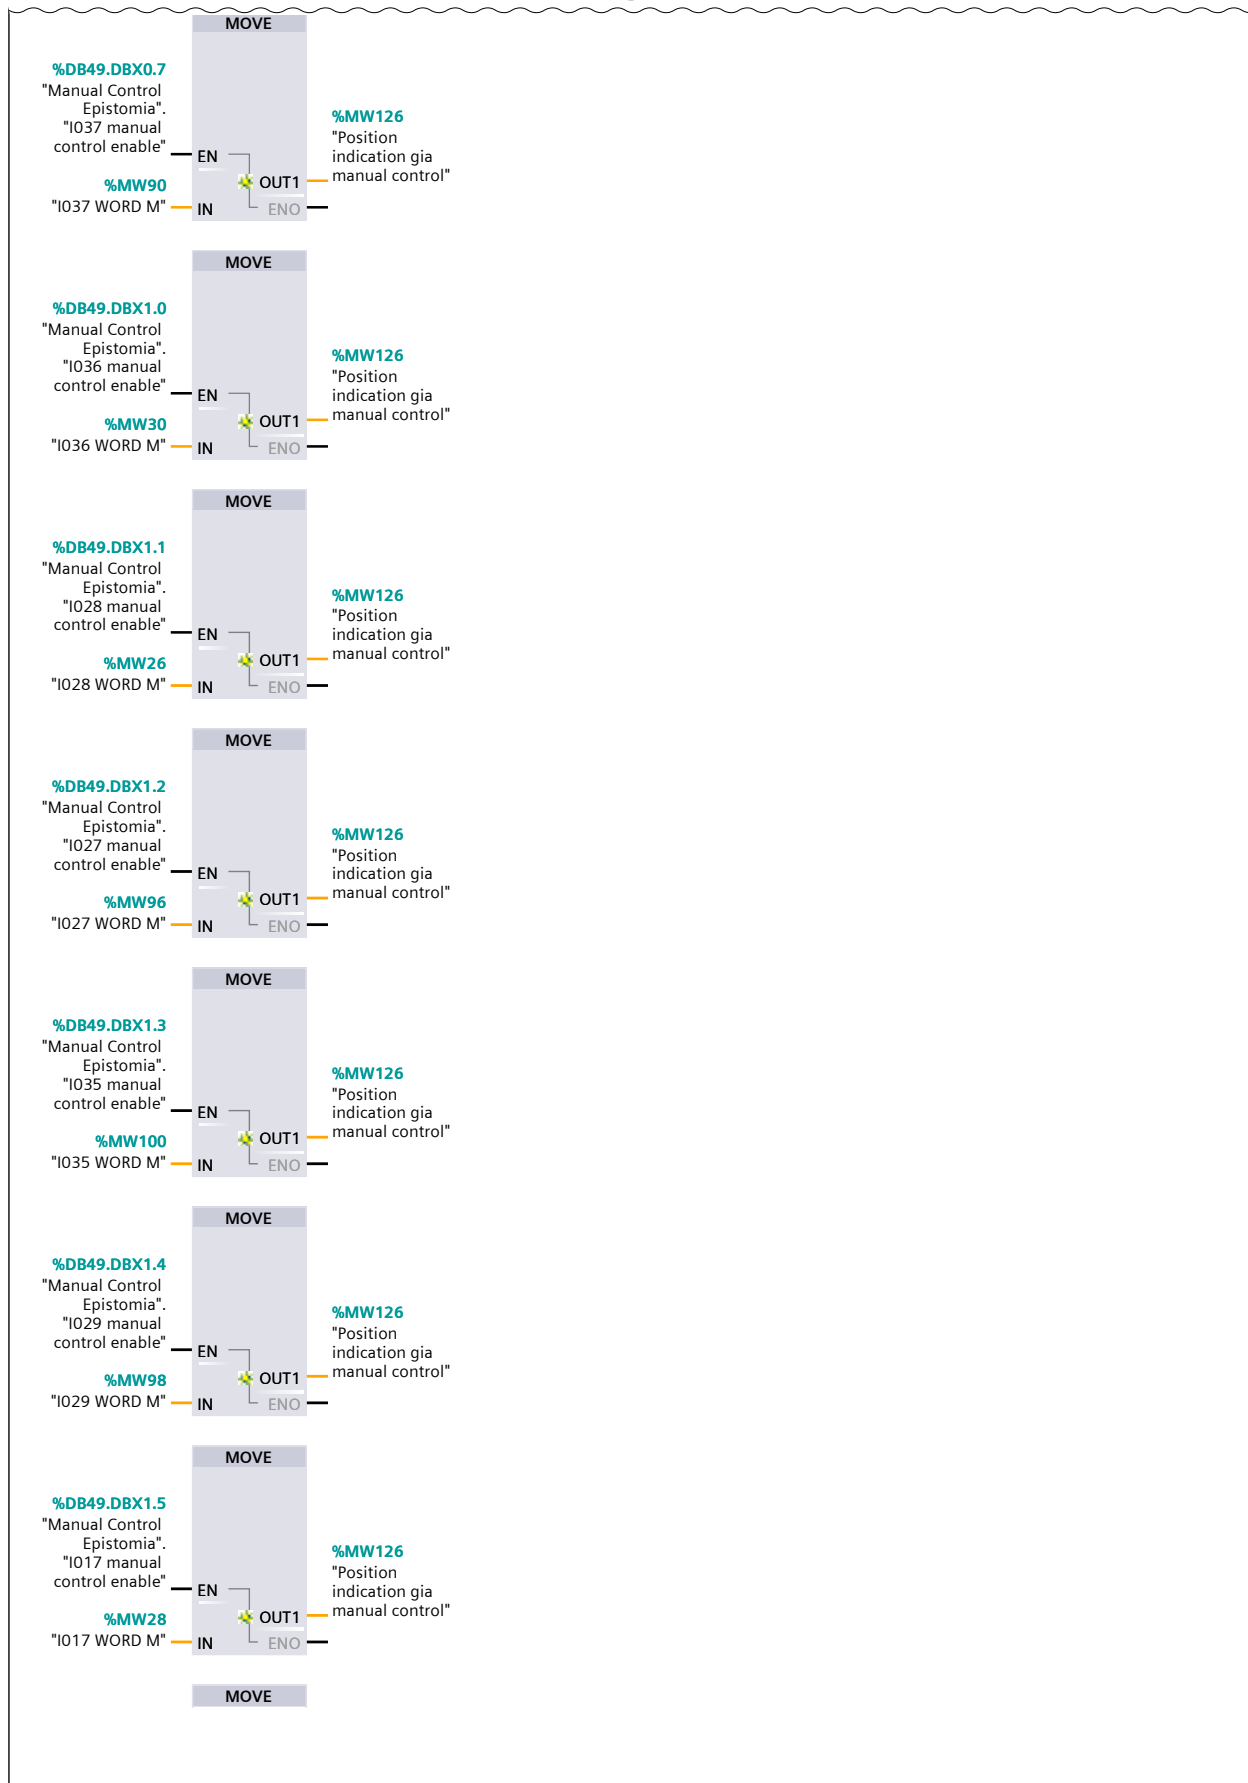 MOVE
%DB49.DBX0.7
"Manual Control
Epistomia".
"I037 manual
control enable"
EN
%MW126
"Position
indication gia
manual control"
OUT1
%MW90
"I037 WORD M"
IN
ENO
MOVE
%DB49.DBX1.0
"Manual Control
Epistomia".
"I036 manual
control enable"
EN
%MW126
"Position
indication gia
manual control"
OUT1
%MW30
"I036 WORD M"
IN
ENO
MOVE
%DB49.DBX1.1
"Manual Control
Epistomia".
"I028 manual
control enable"
EN
%MW126
"Position
indication gia
manual control"
OUT1
%MW26
"I028 WORD M"
IN
ENO
MOVE
%DB49.DBX1.2
"Manual Control
Epistomia".
"I027 manual
control enable"
EN
%MW126
"Position
indication gia
manual control"
OUT1
%MW96
"I027 WORD M"
IN
ENO
MOVE
%DB49.DBX1.3
"Manual Control
Epistomia".
"I035 manual
control enable"
EN
%MW126
"Position
indication gia
manual control"
OUT1
%MW100
"I035 WORD M"
IN
ENO
MOVE
%DB49.DBX1.4
"Manual Control
Epistomia".
"I029 manual
control enable"
EN
%MW126
"Position
indication gia
manual control"
OUT1
%MW98
"I029 WORD M"
IN
ENO
MOVE
%DB49.DBX1.5
"Manual Control
Epistomia".
"I017 manual
control enable"
EN
%MW126
"Position
indication gia
manual control"
OUT1
%MW28
"I017 WORD M"
IN
ENO
MOVE